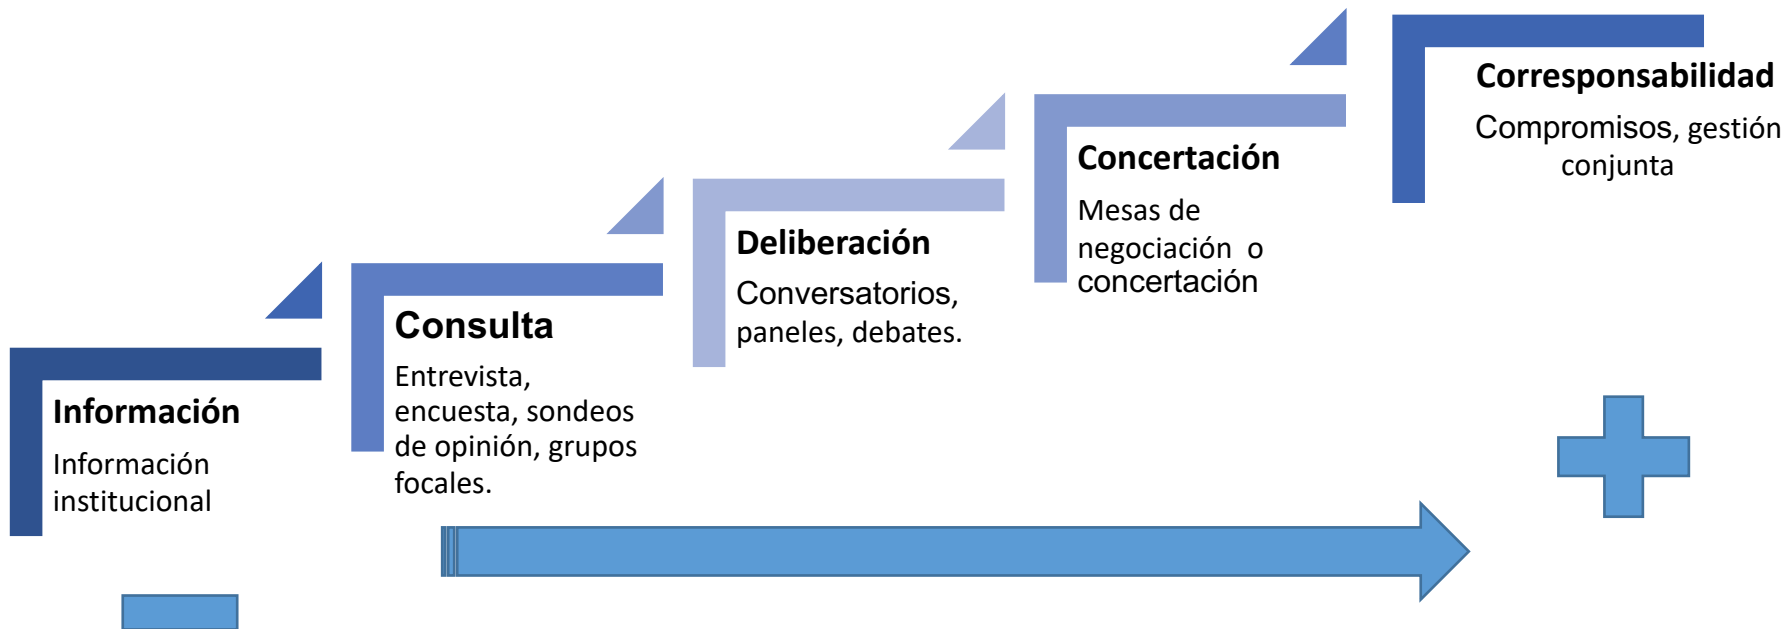 Información
Información
institucional
Consulta
Entrevista,
encuesta, sondeos
de opinión, grupos
focales.
Deliberación
Conversatorios,
paneles, debates.
Concertación
Mesas de
negociación o
concertación
Corresponsabilidad
Compromisos, gestión
conjunta